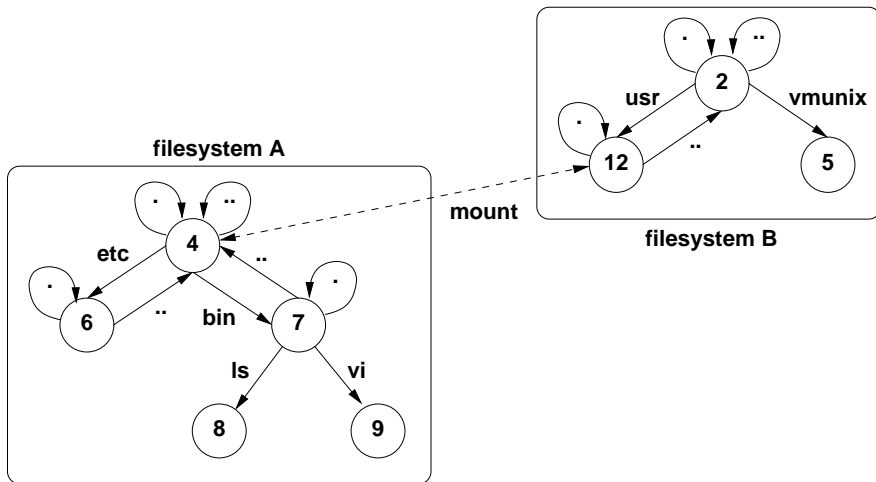 .
..
2
usr
vmunix
.
12
..
5
filesystem A
mount
filesystem B
.
..
4
etc
..
.
6
..
bin
7
.
ls
vi
8
9